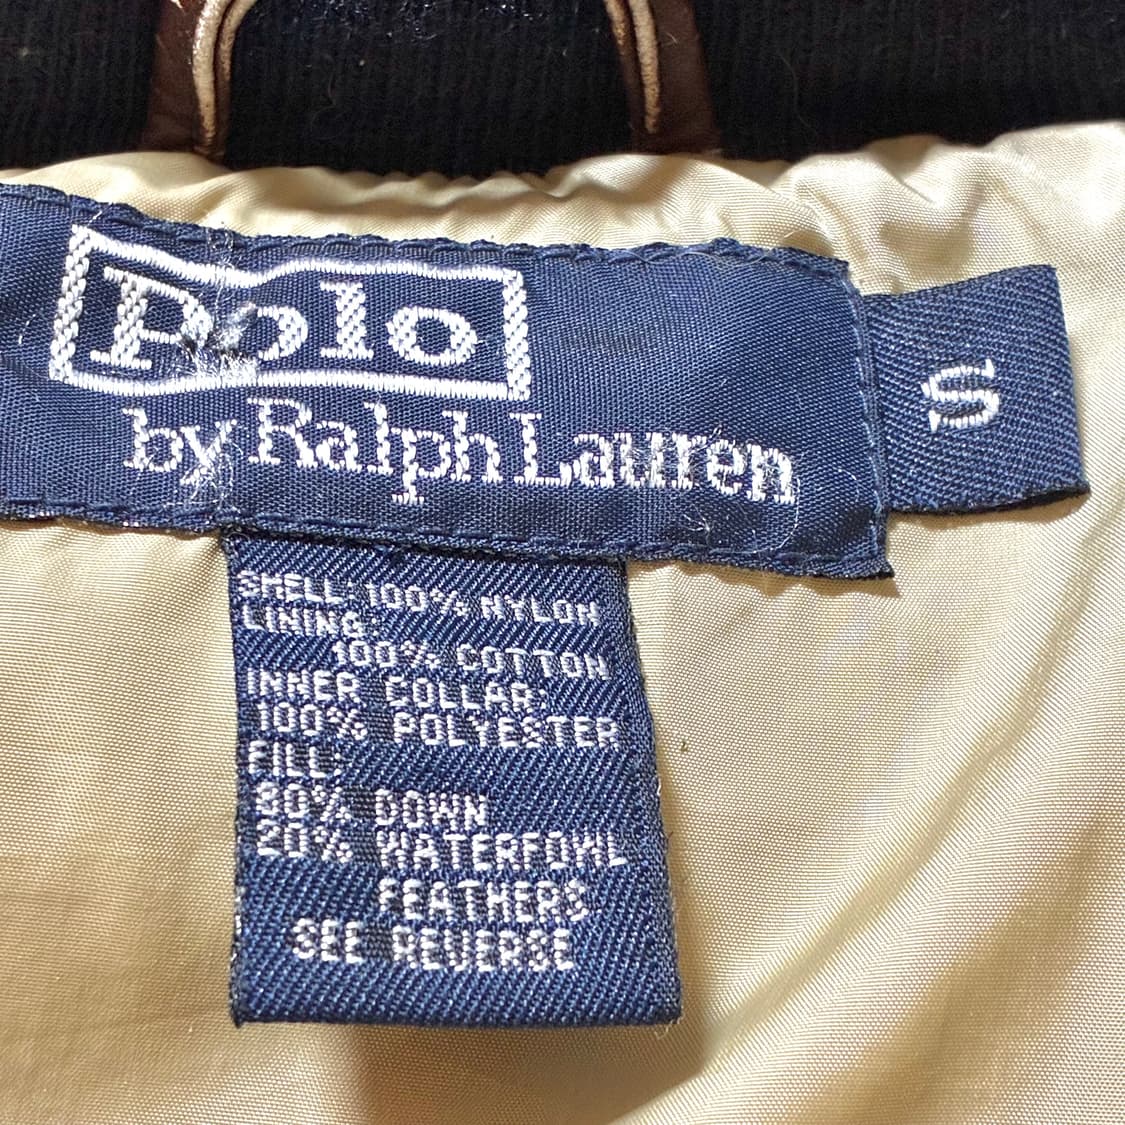 Polo
by Ralph Lauren
S
SHELL: 100% NYLON
LINING:
100% COTTON
INNER COLLAR:
100% POLYESTER
FILL:
80% DOWN
20% WATERFOWL
FEATHERS
SEE REVERSE